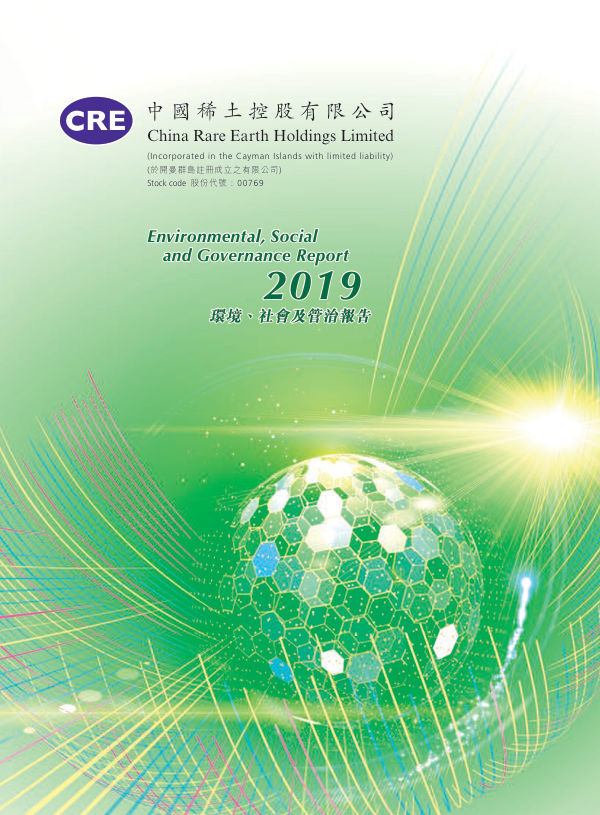 CRE
中國稀土控股有限公司
China Rare Earth Holdings Limited
(Incorporated in the Cayman Islands with limited liability)
(於開曼群島註冊成立之有限公司)
Stock code 股份代號 : 00769
Environmental, Social
and Governance Report
2019
環境、社會及管治報告